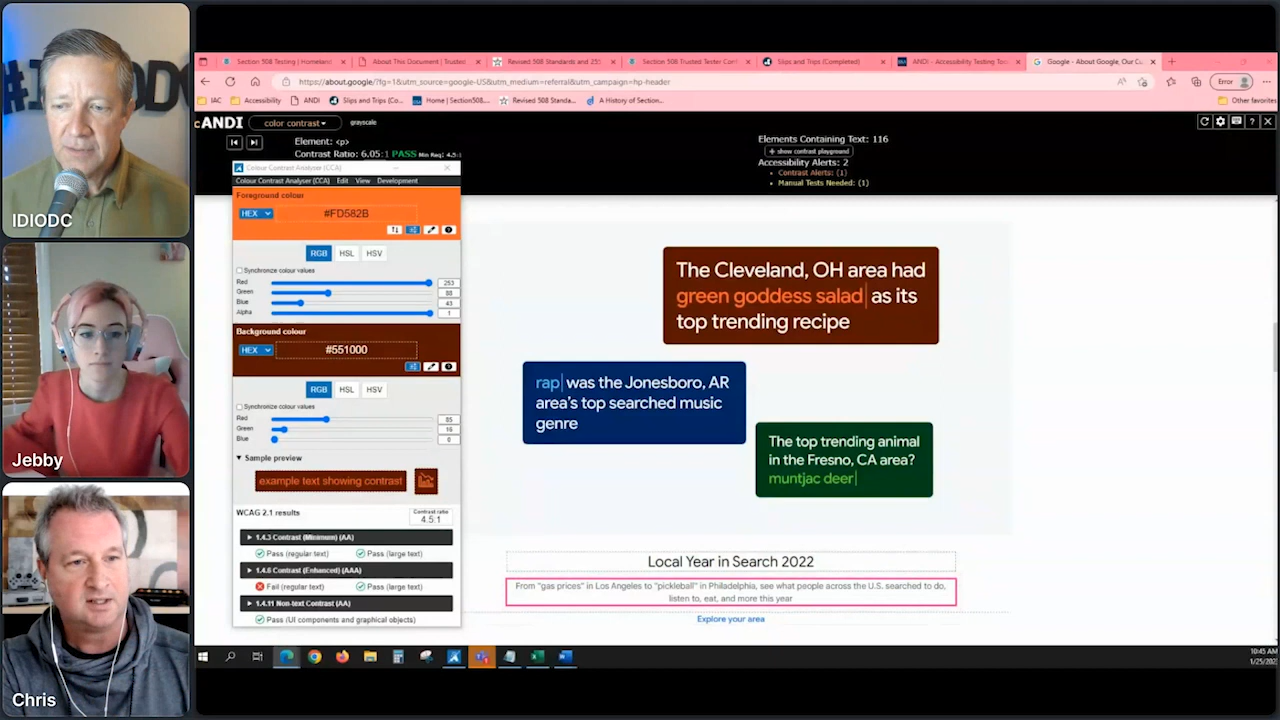 #I
DY
IDIODC
Jebby
Chris
Section 508 Testing | Homeland
About This Document | Trusted
Revised 508 Standards and 255
Section 508 Trusted Tester Con
Slips and Trips (Completed)
ANDI - Accessibility Testing Too
Google - About Google, Our Cu
https://about.google/?fg=1&utm_source=google-US&utm_medium=referral&utm_campaign=hp-header
Error
IAC
Accessibility
ANDI
Slips and Trips (Co...
Home | Section508....
Revised 508 Standa...
A History of Section...
Other favorites
cANDI
color contrast
grayscale
Element: <p>
Contrast Ratio: 6.05:1 PASS Min Req: 4.5:1
Elements Containing Text: 116
+ show contrast playground
Accessibility Alerts: 2
• Contrast Alerts: (1)
• Manual Tests Needed: (1)
Colour Contrast Analyser (CCA)
Colour Contrast Analyser (CCA) Edit View Development
Foreground colour
HEX
#FD582B
RGB HSL HSV
Synchronize colour values
Red 253
Green 88
Blue 43
Alpha 1
Background colour
HEX
#551000
RGB HSL HSV
Synchronize colour values
Red 85
Green 16
Blue 0
Sample preview
example text showing contrast
WCAG 2.1 results
Contrast ratio
4.5:1
1.4.3 Contrast (Minimum) (AA)
Pass (regular text) Pass (large text)
1.4.6 Contrast (Enhanced) (AAA)
Fail (regular text) Pass (large text)
1.4.11 Non-text Contrast (AA)
Pass (UI components and graphical objects)
The Cleveland, OH area had
green goddess salad as its
top trending recipe
rap was the Jonesboro, AR
area's top searched music
genre
The top trending animal
in the Fresno, CA area?
muntjac deer
Local Year in Search 2022
From "gas prices" in Los Angeles to "pickleball" in Philadelphia, see what people across the U.S. searched to do,
listen to, eat, and more this year
Explore your area
10:45 AM
1/25/202